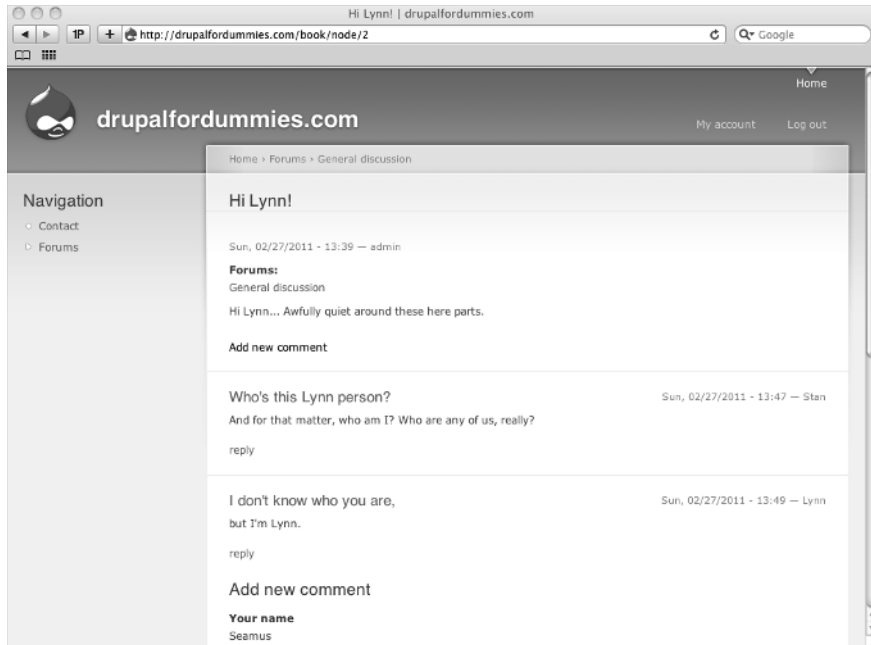 Hi Lynn! | drupalfordummies.com
1P + http://drupalfordummies.com/book/node/2 Google
Home
drupalfordummies.com
My account Log out
Home › Forums › General discussion
Navigation
Contact
Forums
Hi Lynn!
Sun, 02/27/2011 - 13:39 — admin
Forums:
General discussion
Hi Lynn... Awfully quiet around these here parts.
Add new comment
Who's this Lynn person? Sun, 02/27/2011 - 13:47 — Stan
And for that matter, who am I? Who are any of us, really?
reply
I don't know who you are, Sun, 02/27/2011 - 13:49 — Lynn
but I'm Lynn.
reply
Add new comment
Your name
Seamus